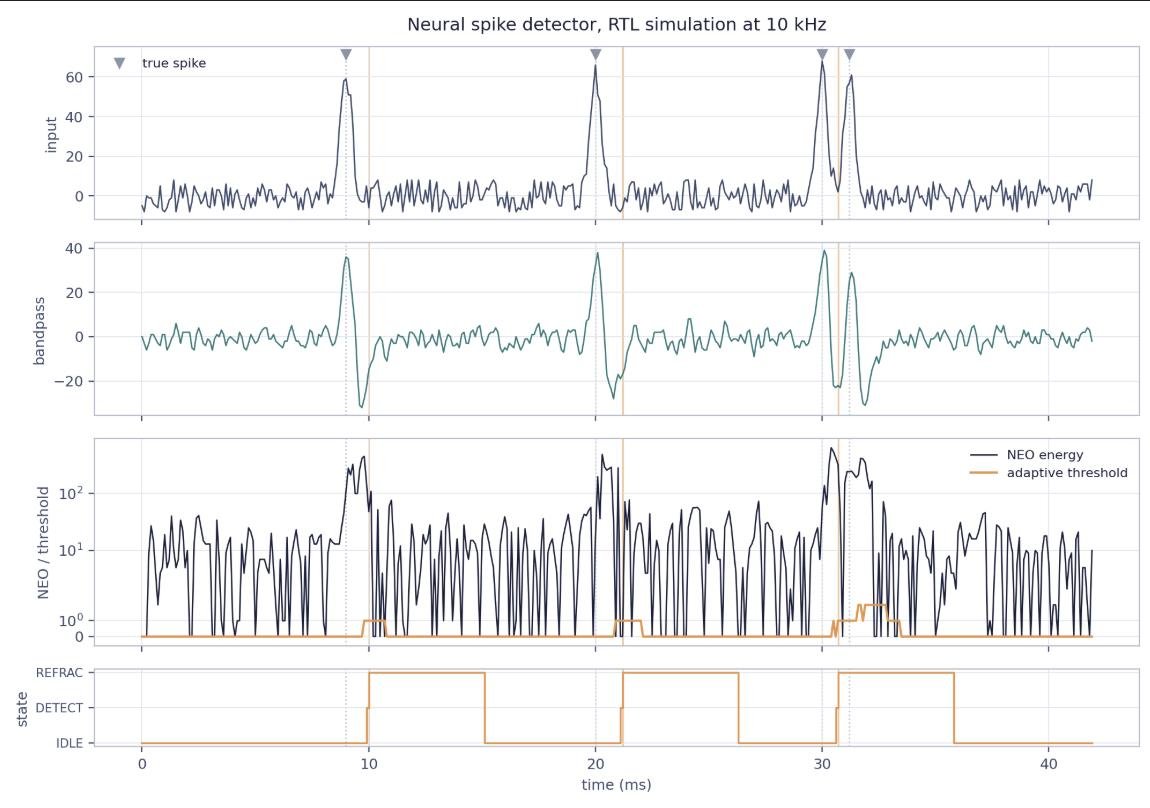 Neural spike detector, RTL simulation at 10 kHz
true spike
input
60
40
20
0
bandpass
40
20
0
−20
NEO energy
adaptive threshold
NEO / threshold
10²
10¹
10⁰
0
state
REFRAC
DETECT
IDLE
0 10 20 30 40
time (ms)